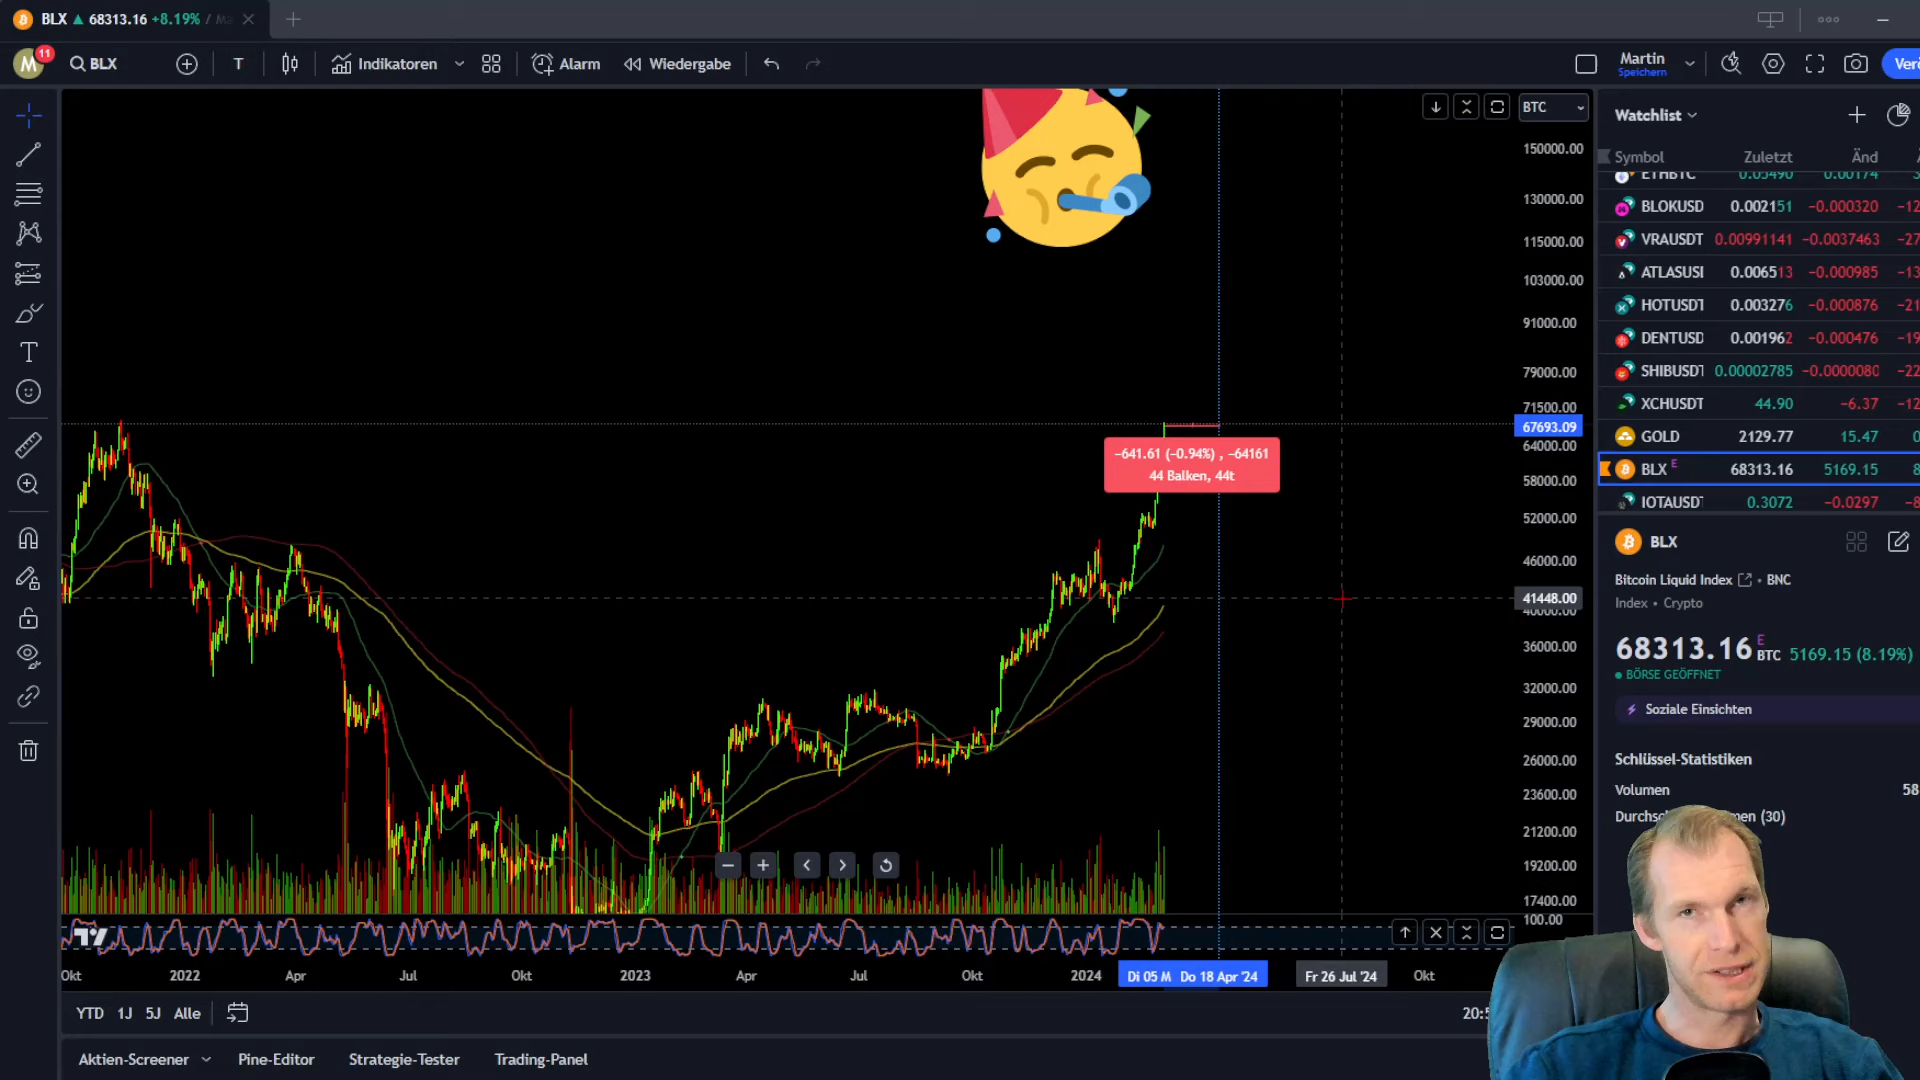 BLX ▲ 68313.16 +8.19% / Ma
M 11 BLX T Indikatoren Alarm Wiedergabe Martin Speichern Verö
BTC
150000.00
130000.00
115000.00
103000.00
91000.00
79000.00
71500.00
67693.09
64000.00
58000.00
52000.00
46000.00
41448.00
40000.00
36000.00
32000.00
29000.00
26000.00
23600.00
21200.00
19200.00
17400.00
100.00
−641.61 (−0.94%) , −64161
44 Balken, 44t
Okt 2022 Apr Jul Okt 2023 Apr Jul Okt 2024 Di 05 M Do 18 Apr '24 Fr 26 Jul '24 Okt
YTD 1J 5J Alle
20:5
Aktien-Screener Pine-Editor Strategie-Tester Trading-Panel
Watchlist
Symbol Zuletzt Änd
ETHBTC 0.05490 0.00174 3
BLOKUSD 0.002151 −0.000320 −12
VRAUSDT 0.00991141 −0.0037463 −27
ATLASUSI 0.006513 −0.000985 −13
HOTUSDT 0.003276 −0.000876 −21
DENTUSD 0.001962 −0.000476 −19
SHIBUSDT 0.00002785 −0.0000080 −22
XCHUSDT 44.90 −6.37 −12
GOLD 2129.77 15.47 0
BLX E 68313.16 5169.15 8
IOTAUSDT 0.3072 −0.0297 −8
BLX
Bitcoin Liquid Index • BNC
Index • Crypto
68313.16 E BTC 5169.15 (8.19%)
BÖRSE GEÖFFNET
Soziale Einsichten
Schlüssel-Statistiken
Volumen 58
(30)